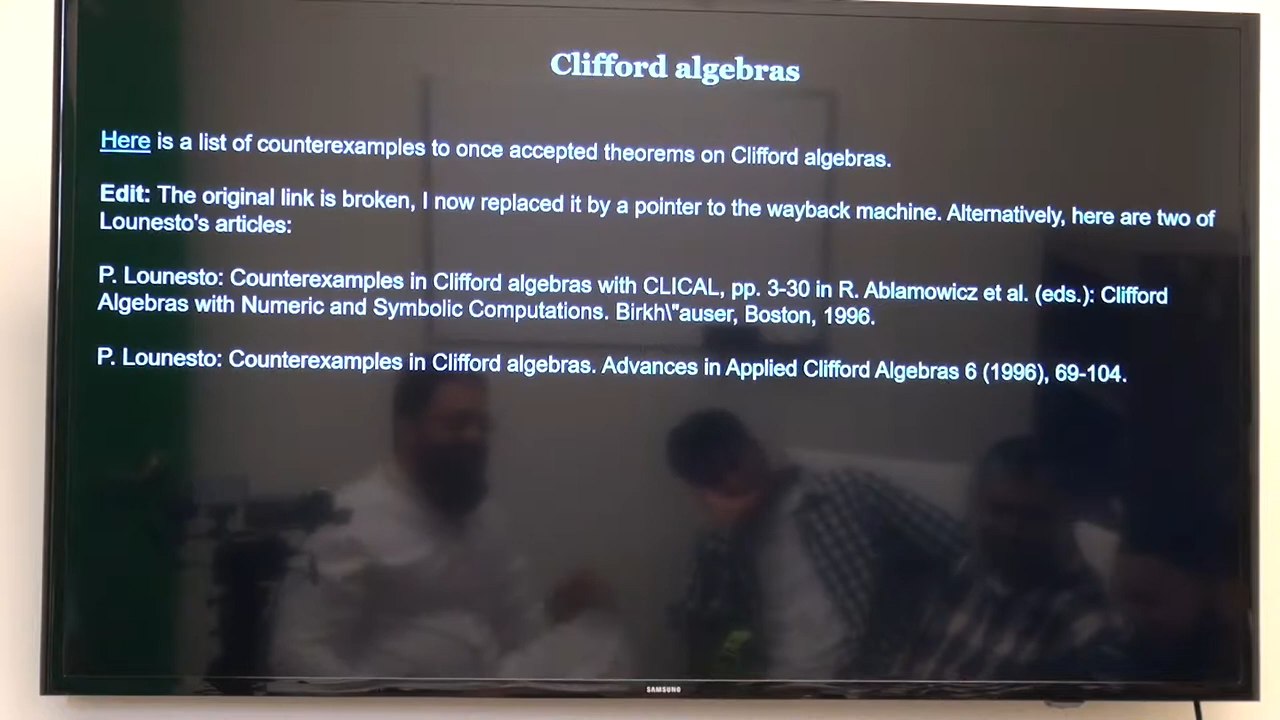 Clifford algebras
Here is a list of counterexamples to once accepted theorems on Clifford algebras.
Edit: The original link is broken, I now replaced it by a pointer to the wayback machine. Alternatively, here are two of
Lounesto's articles:
P. Lounesto: Counterexamples in Clifford algebras with CLICAL, pp. 3-30 in R. Ablamowicz et al. (eds.): Clifford
Algebras with Numeric and Symbolic Computations. Birkh\"auser, Boston, 1996.
P. Lounesto: Counterexamples in Clifford algebras. Advances in Applied Clifford Algebras 6 (1996), 69-104.
SAMSUNG